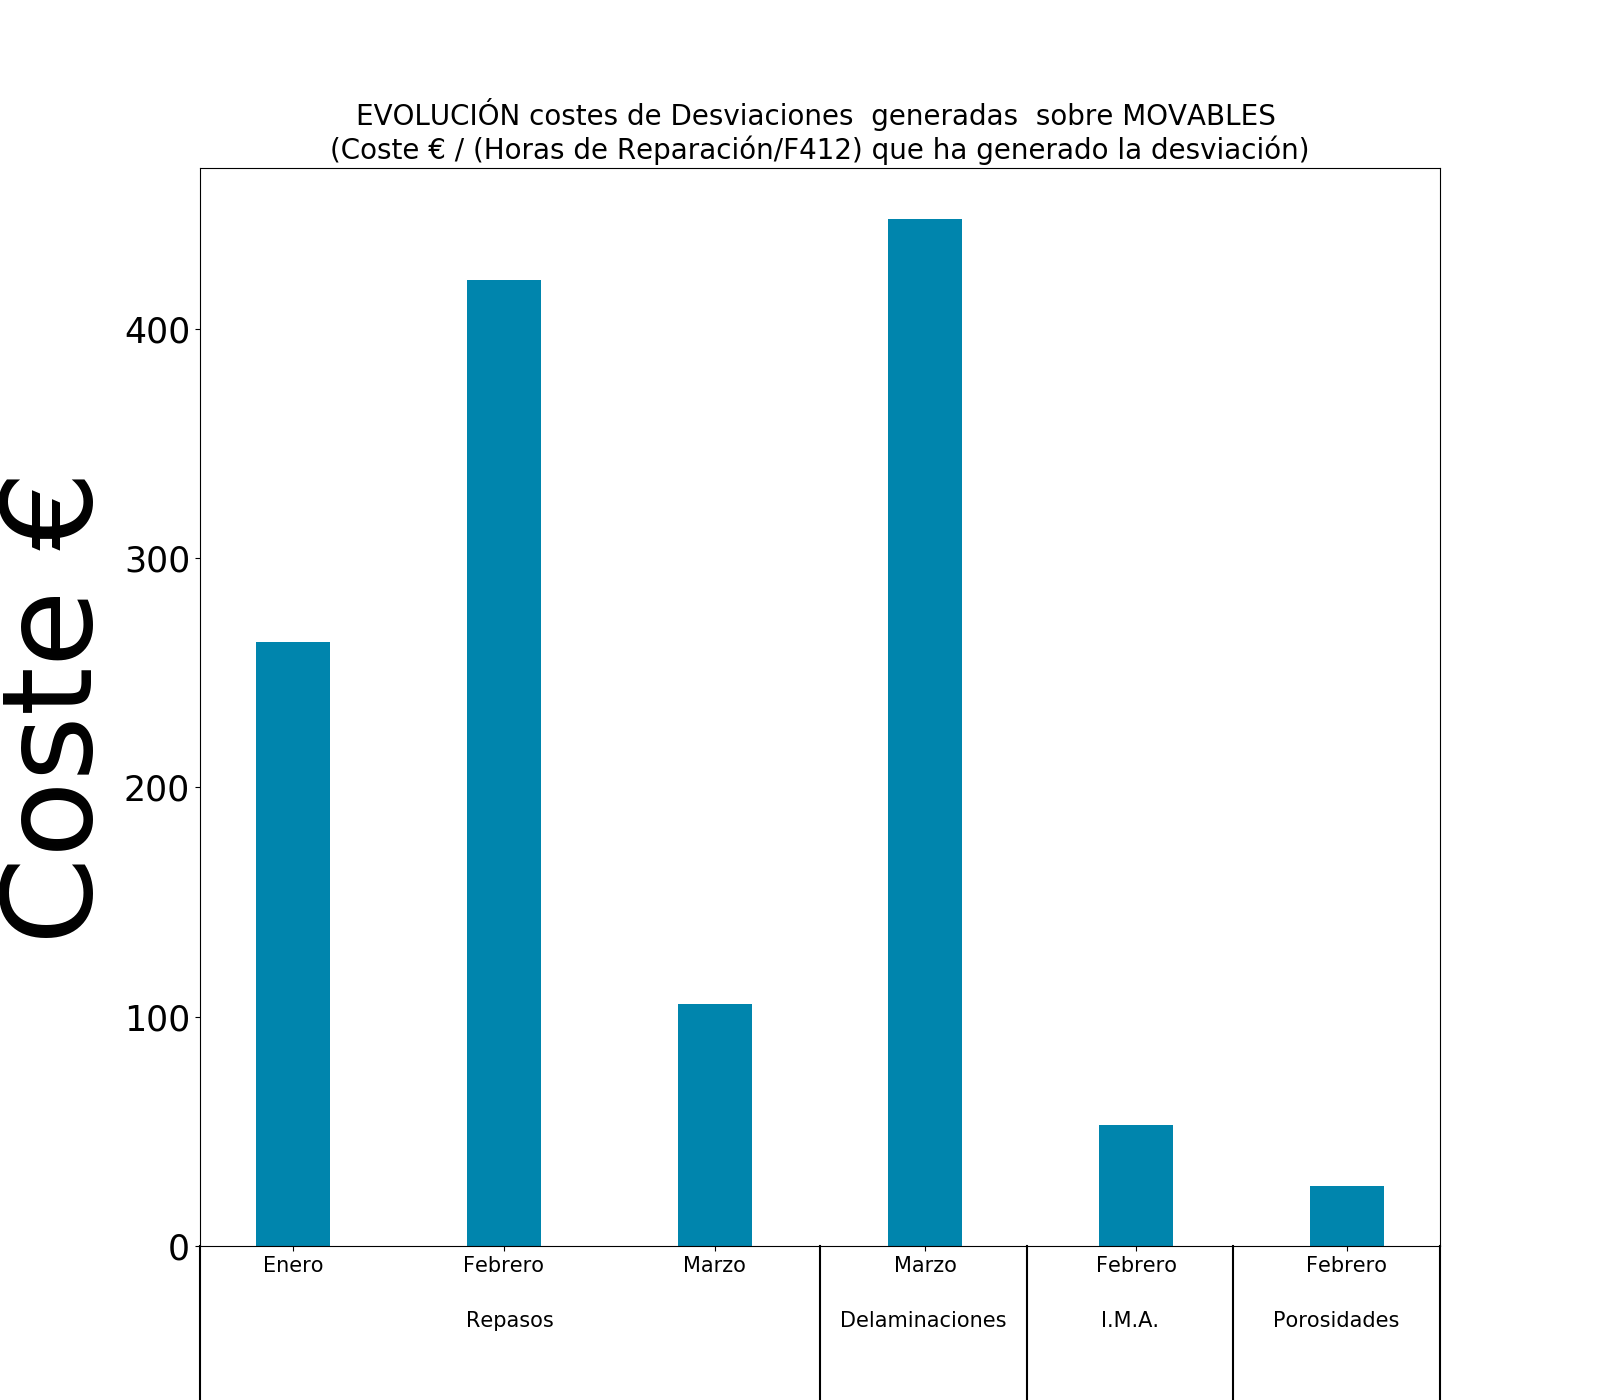 EVOLUCIÓN costes de Desviaciones  generadas  sobre MOVABLES
(Coste € / (Horas de Reparación/F412) que ha generado la desviación)
Coste €
400
300
200
100
0
Enero Febrero Marzo Marzo Febrero Febrero
Repasos Delaminaciones I.M.A. Porosidades